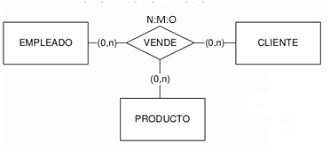 N:M:O
EMPLEADO (0,n) VENDE (0,n) CLIENTE
(0,n)
PRODUCTO